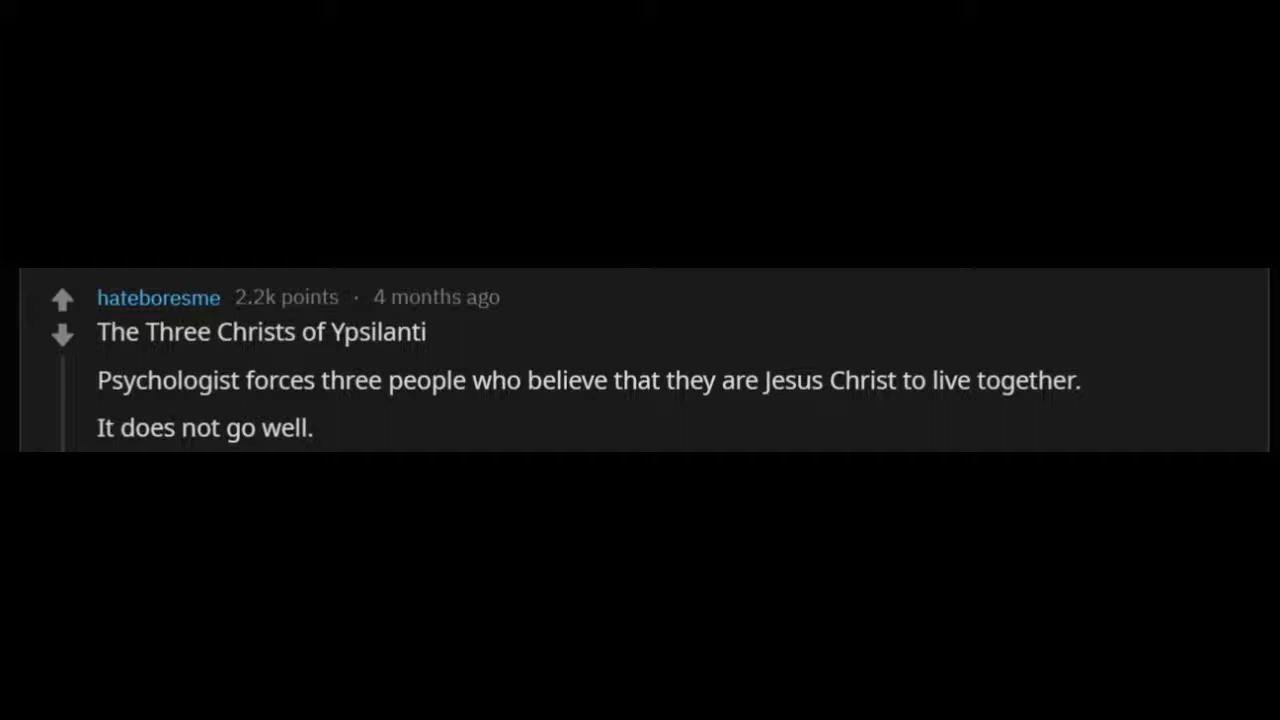 hateboresme 2.2k points · 4 months ago
The Three Christs of Ypsilanti
Psychologist forces three people who believe that they are Jesus Christ to live together.
It does not go well.